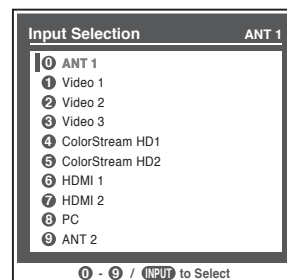 Input Selection ANT 1
0 ANT 1
1 Video 1
2 Video 2
3 Video 3
4 ColorStream HD1
5 ColorStream HD2
6 HDMI 1
7 HDMI 2
8 PC
9 ANT 2
0 - 9 / INPUT to Select